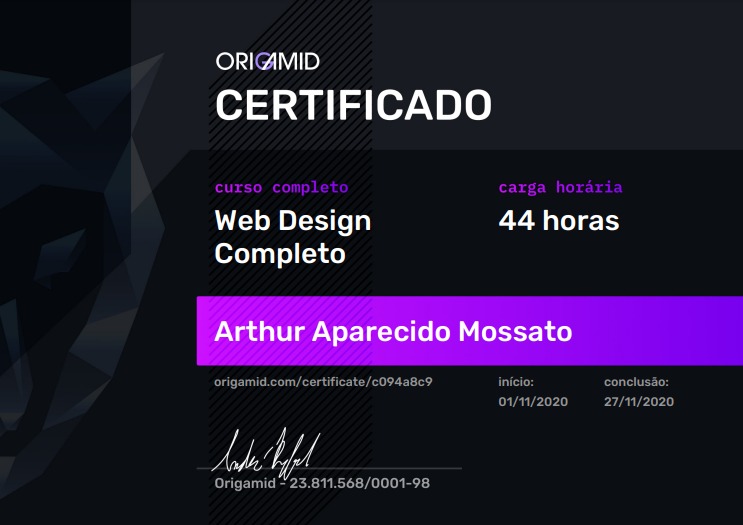 ORIGAMID
CERTIFICADO
curso completo
carga horária
Web Design
Completo
44 horas
Arthur Aparecido Mossato
origamid.com/certificate/c094a8c9
início:
01/11/2020
conclusão:
27/11/2020
Origamid - 23.811.568/0001-98